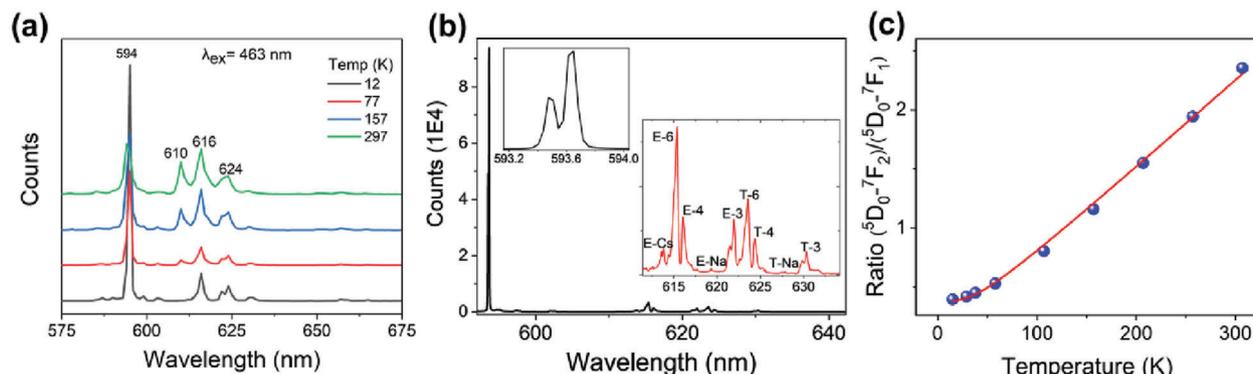 (a)
594
λex= 463 nm
Temp (K)
12
77
157
297
610
616
624
Counts
575
600
625
650
675
Wavelength (nm)
(b)
Counts (1E4)
8
6
4
2
0
593.2
593.6
594.0
E-6
E-4
E-Cs
E-Na
E-3
T-6
T-4
T-Na
T-3
615
620
625
630
600
620
640
Wavelength (nm)
(c)
Ratio (⁵D₀-⁷F₂)/(⁵D₀-⁷F₁)
2
1
0
100
200
300
Temperature (K)